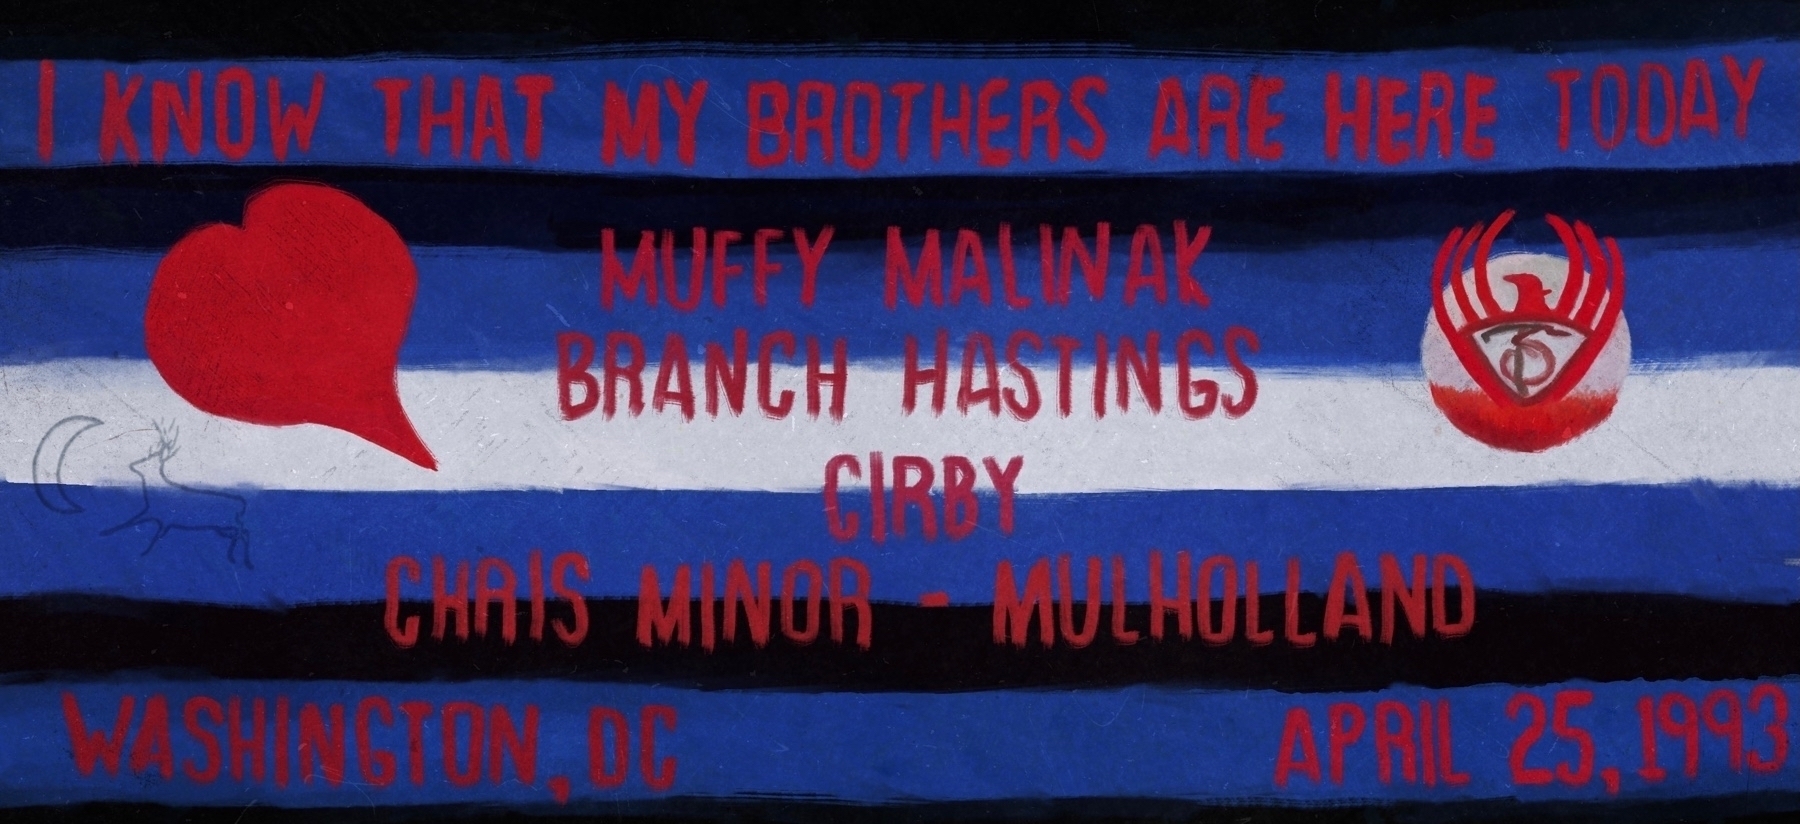 I KNOW THAT MY BROTHERS ARE HERE TODAY
MUFFY MALINAK
BRANCH HASTINGS
CIRBY
CHRIS MINOR - MULHOLLAND
WASHINGTON, DC
APRIL 25, 1993